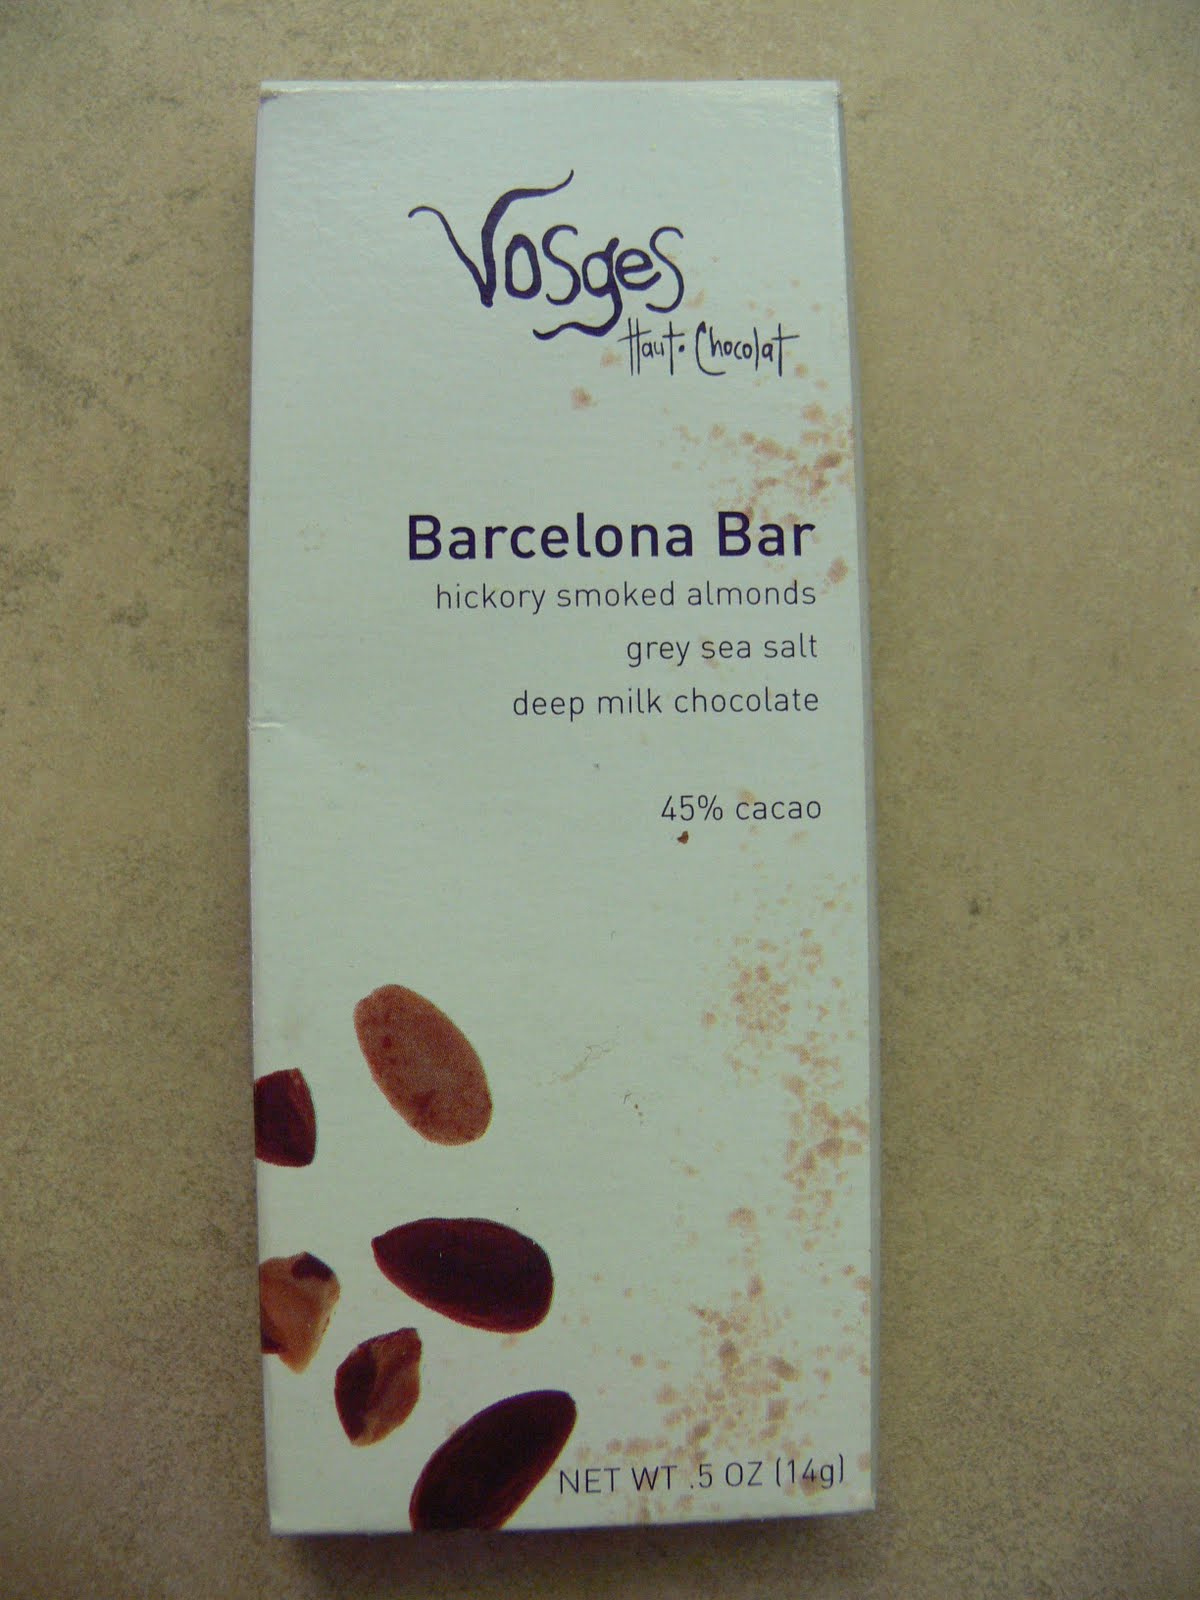 Vosges
Haut·Chocolat
Barcelona Bar
hickory smoked almonds
grey sea salt
deep milk chocolate
45% cacao
NET WT .5 OZ (14g)